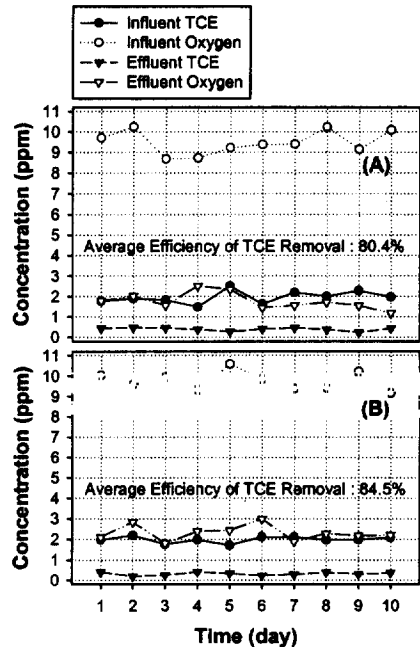 Influent TCE
Influent Oxygen
Effluent TCE
Effluent Oxygen
11
10
9
8
7
6
5
4
3
2
1
0
Concentration (ppm)
(A)
Average Efficiency of TCE Removal : 80.4%
11
10
9
8
7
6
5
4
3
2
1
0
Concentration (ppm)
(B)
Average Efficiency of TCE Removal : 84.5%
1 2 3 4 5 6 7 8 9 10
Time (day)